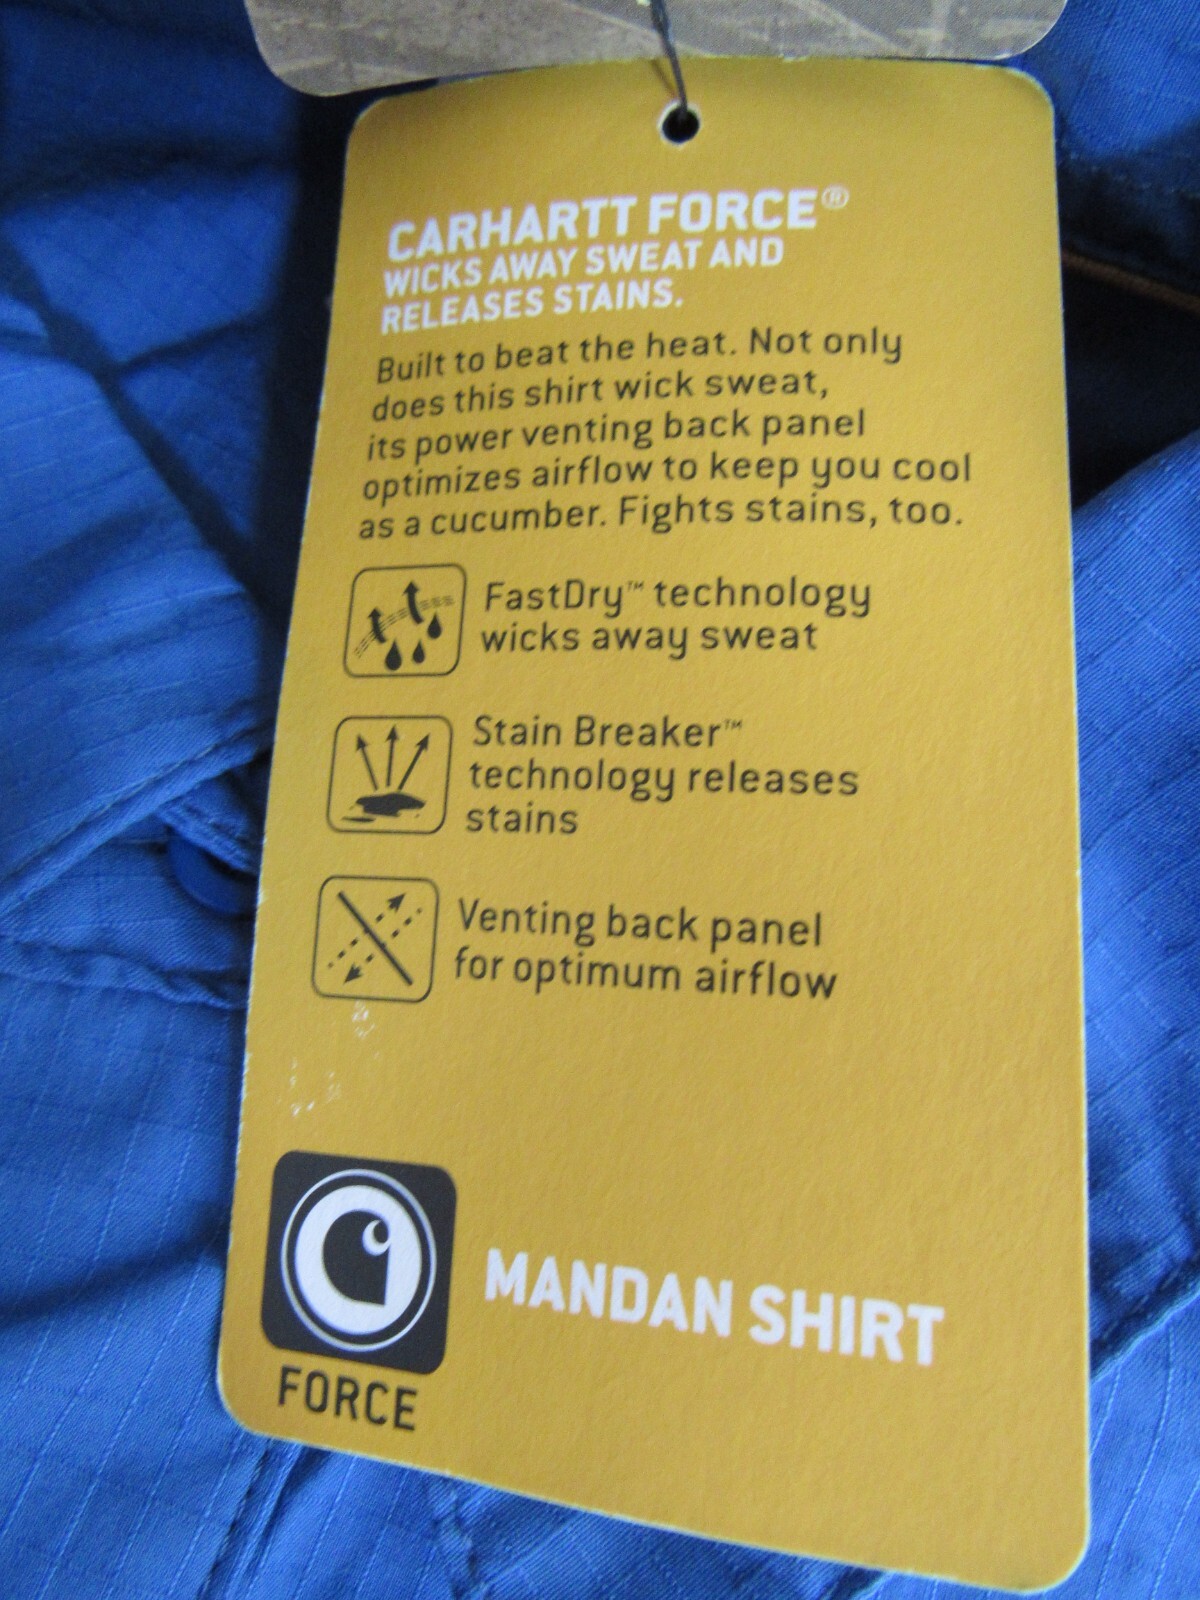 CARHARTT FORCE®
WICKS AWAY SWEAT AND
RELEASES STAINS.
Built to beat the heat. Not only
does this shirt wick sweat,
its power venting back panel
optimizes airflow to keep you cool
as a cucumber. Fights stains, too.
FastDry™ technology
wicks away sweat
Stain Breaker™
technology releases
stains
Venting back panel
for optimum airflow
MANDAN SHIRT
FORCE